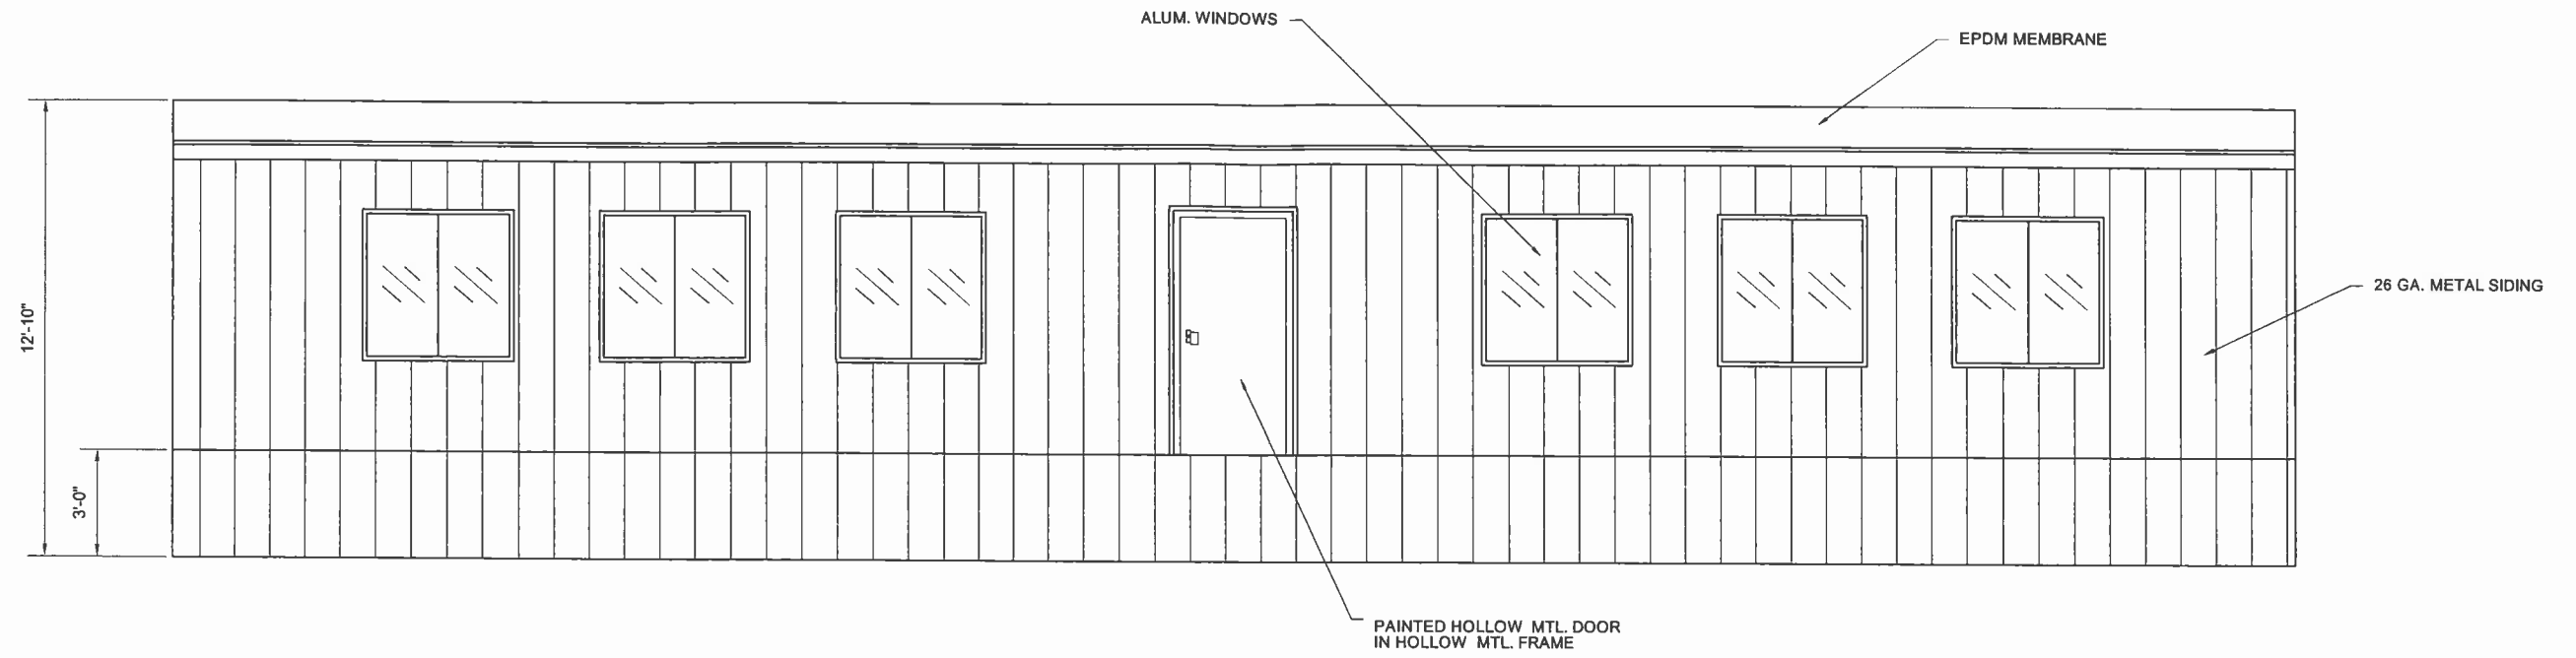 ALUM. WINDOWS
EPDM MEMBRANE
26 GA. METAL SIDING
12'-10"
3'-0"
PAINTED HOLLOW MTL. DOOR
IN HOLLOW MTL. FRAME